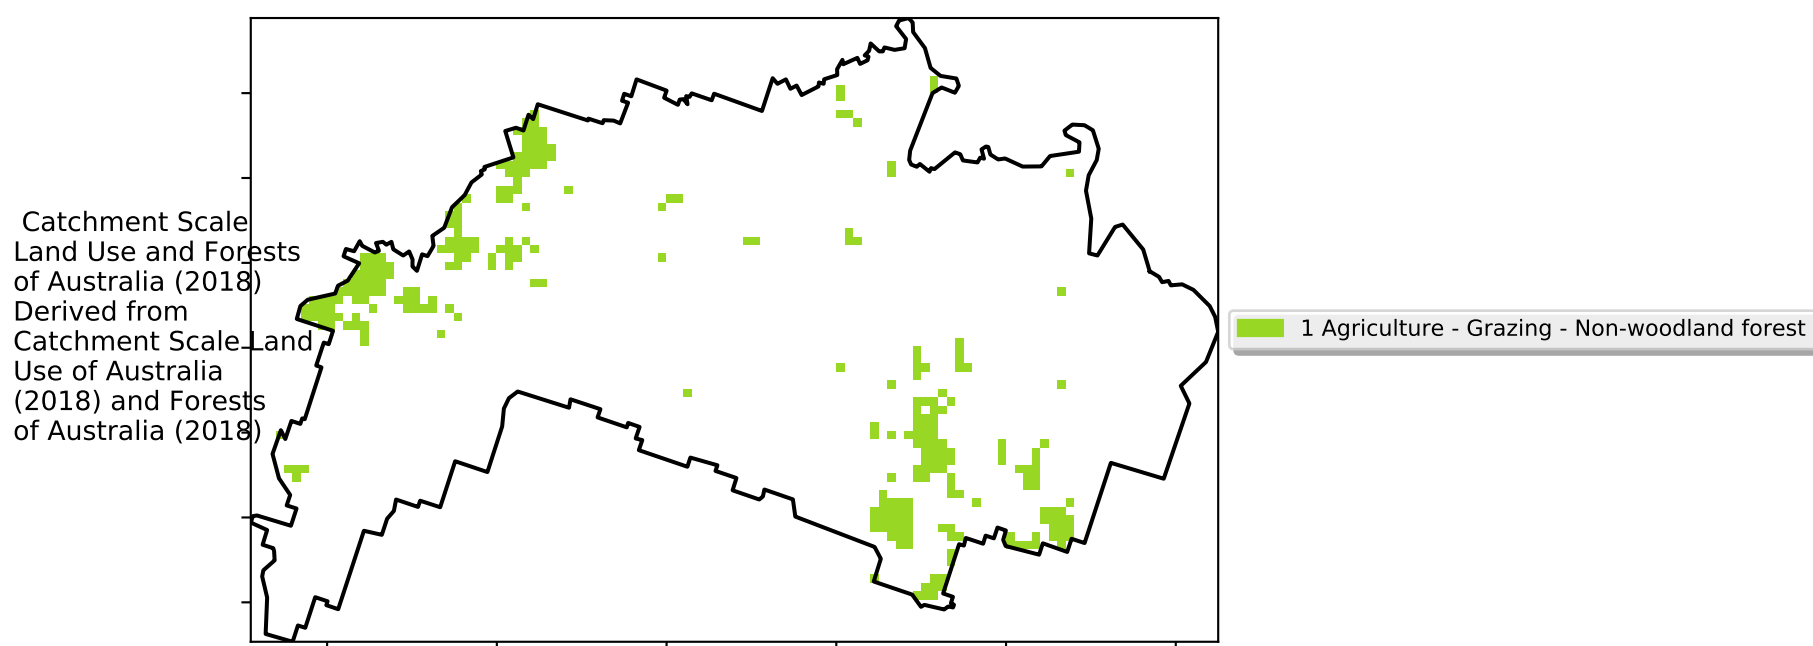 Catchment Scale
Land Use and Forests
of Australia (2018)
Derived from
Catchment Scale Land
Use of Australia
(2018) and Forests
of Australia (2018)
1 Agriculture - Grazing - Non-woodland forest